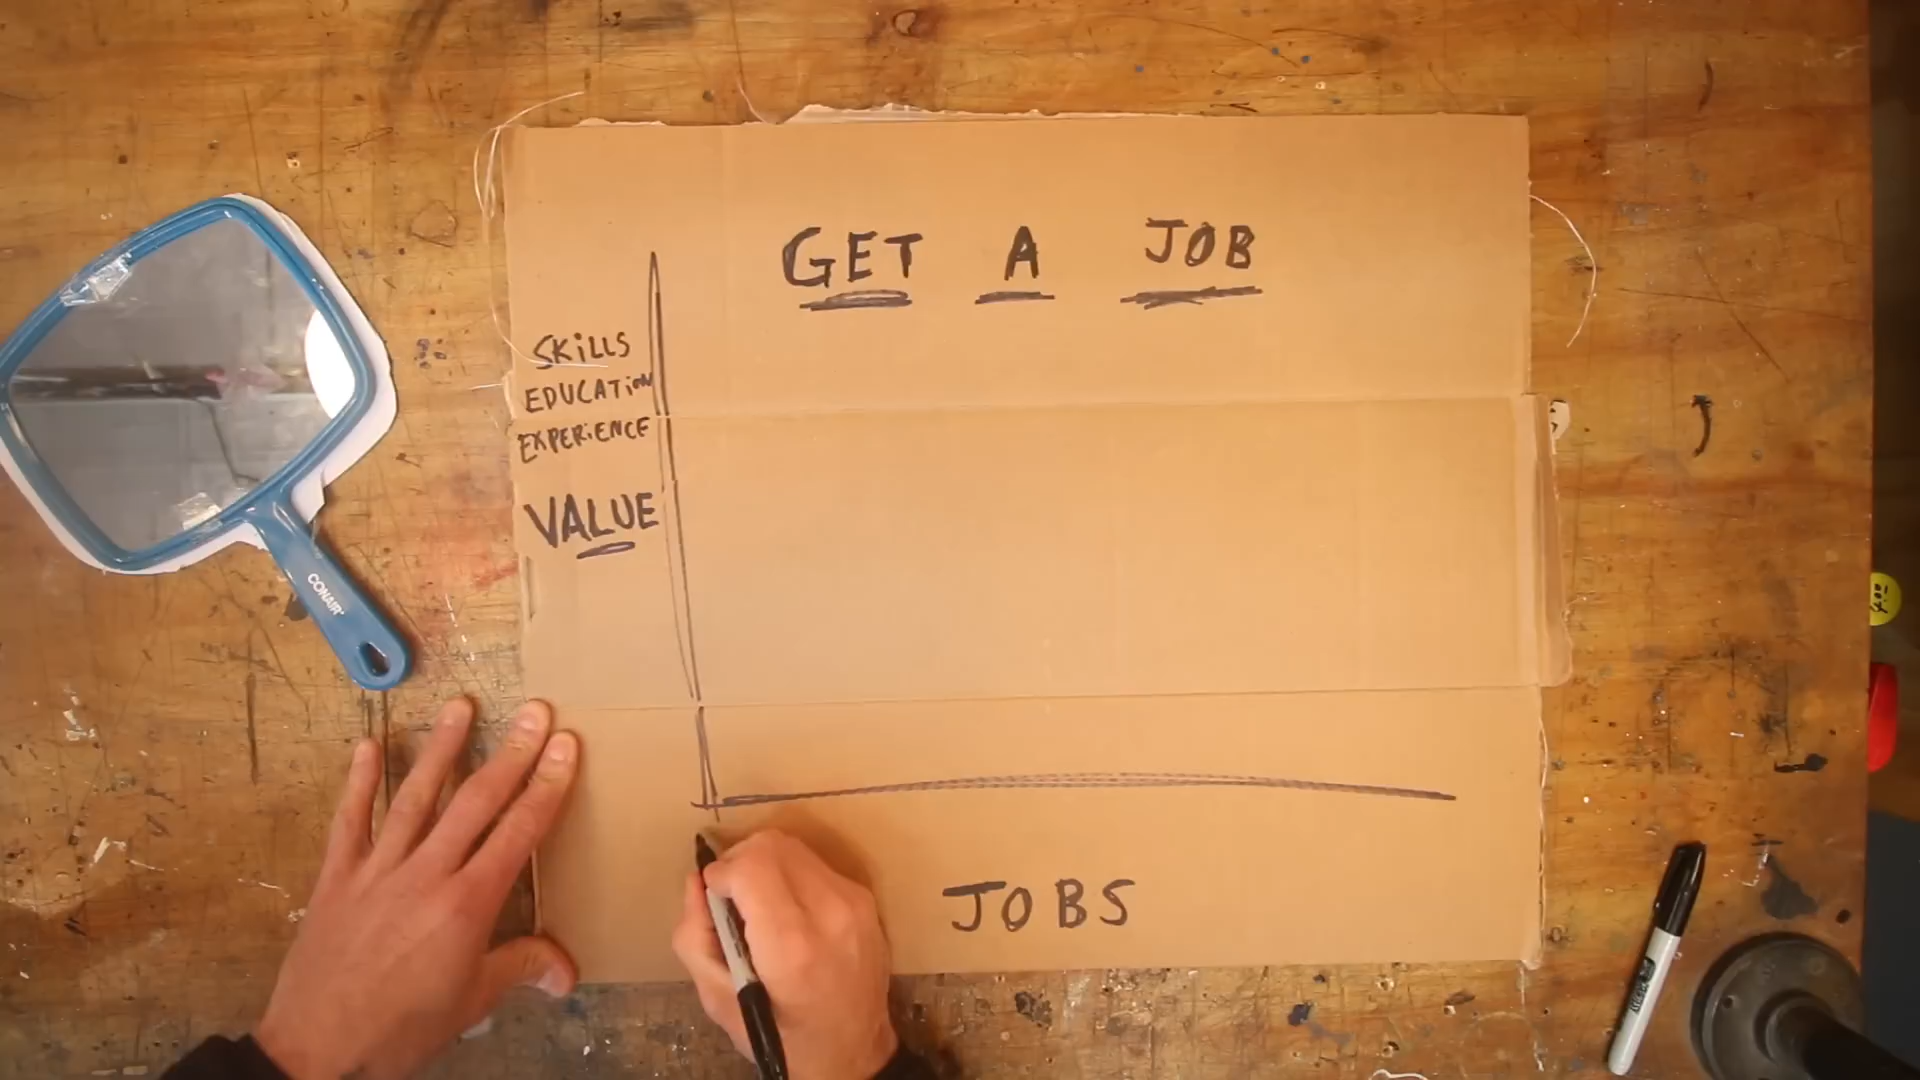 GET A JOB
SKiLLS
EDUCATiON
EXPERiENCE
VALUE
JOBS
CONAIR